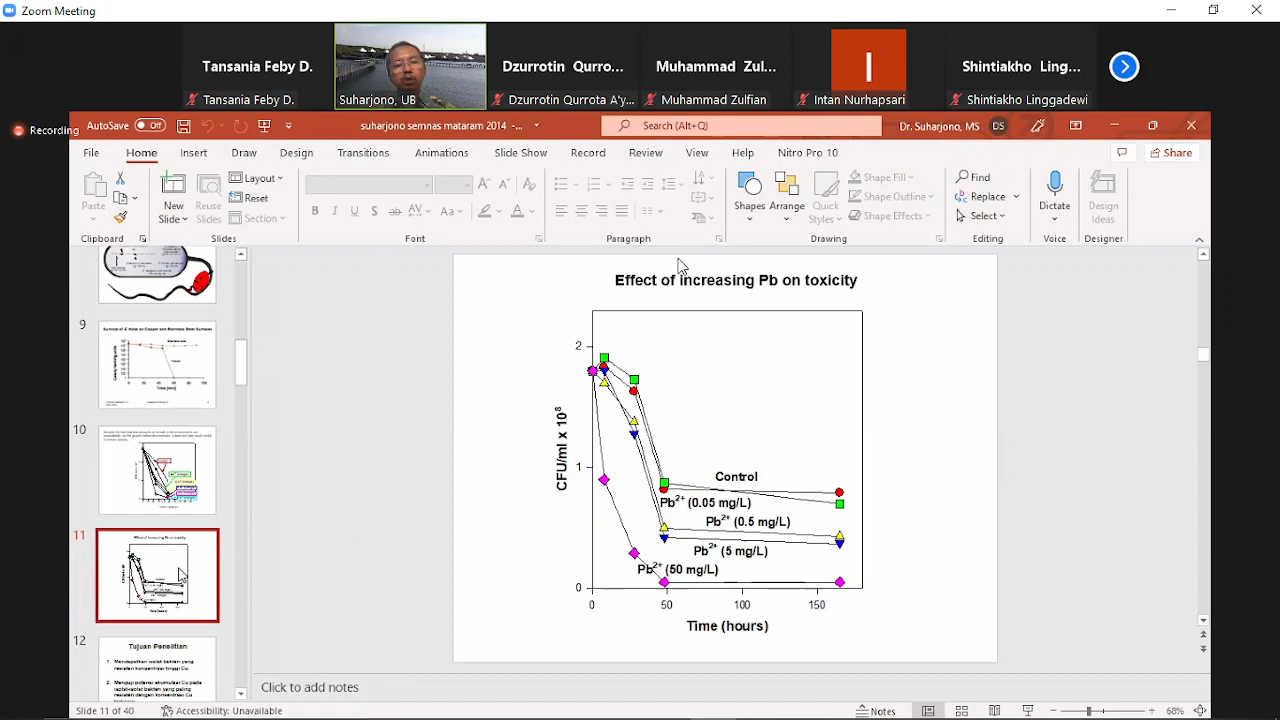 Zoom Meeting
Tansania Feby D.
Dzurrotin Qurro...
Muhammad Zul...
I
Shintiakho Ling...
Tansania Feby D.
Suharjono, UB
Dzurrotin Qurrota A'y...
Muhammad Zulfian
Intan Nurhapsari
Shintiakho Linggadewi
Recording
AutoSave Off
suharjono semnas mataram 2014 -...
Search (Alt+Q)
Dr. Suharjono, MS DS
File Home Insert Draw Design Transitions Animations Slide Show Record Review View Help Nitro Pro 10
Share
Paste
New Slide
Reuse Slides
Layout
Reset
Section
B I U S ab AV Aa A
Shapes
Arrange
Quick Styles
Shape Fill
Shape Outline
Shape Effects
Find
Replace
Select
Dictate
Design Ideas
Clipboard Slides Font Paragraph Drawing Editing Voice Designer
9
10
11
12
Tujuan Penelitian
Effect of increasing Pb on toxicity
2
1
0
CFU/ml x 10⁸
Control
Pb²⁺ (0.05 mg/L)
Pb²⁺ (0.5 mg/L)
Pb²⁺ (5 mg/L)
Pb²⁺ (50 mg/L)
0 50 100 150
Time (hours)
Click to add notes
Slide 11 of 40
Accessibility: Unavailable
Notes
68%